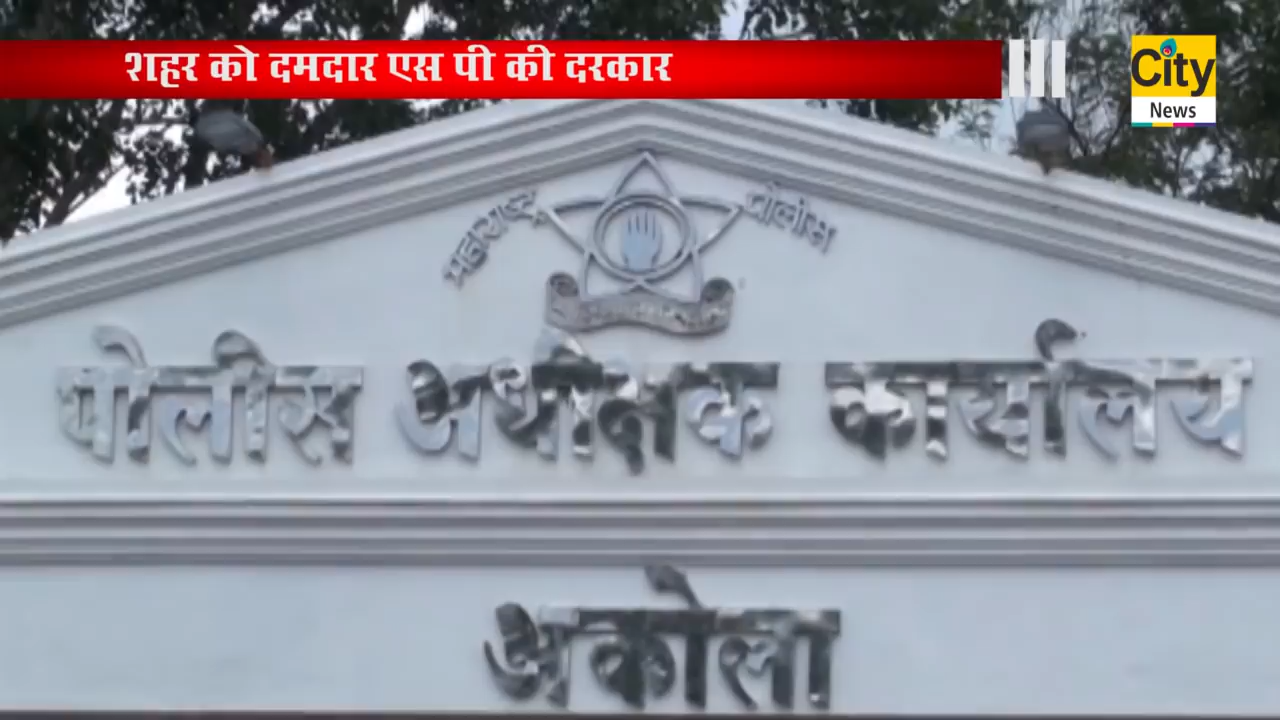 शहर को दमदार एस पी की दरकार
City
News
महाराष्ट्र पोलीस
पोलीस अधीक्षक कार्यालय
अकोला